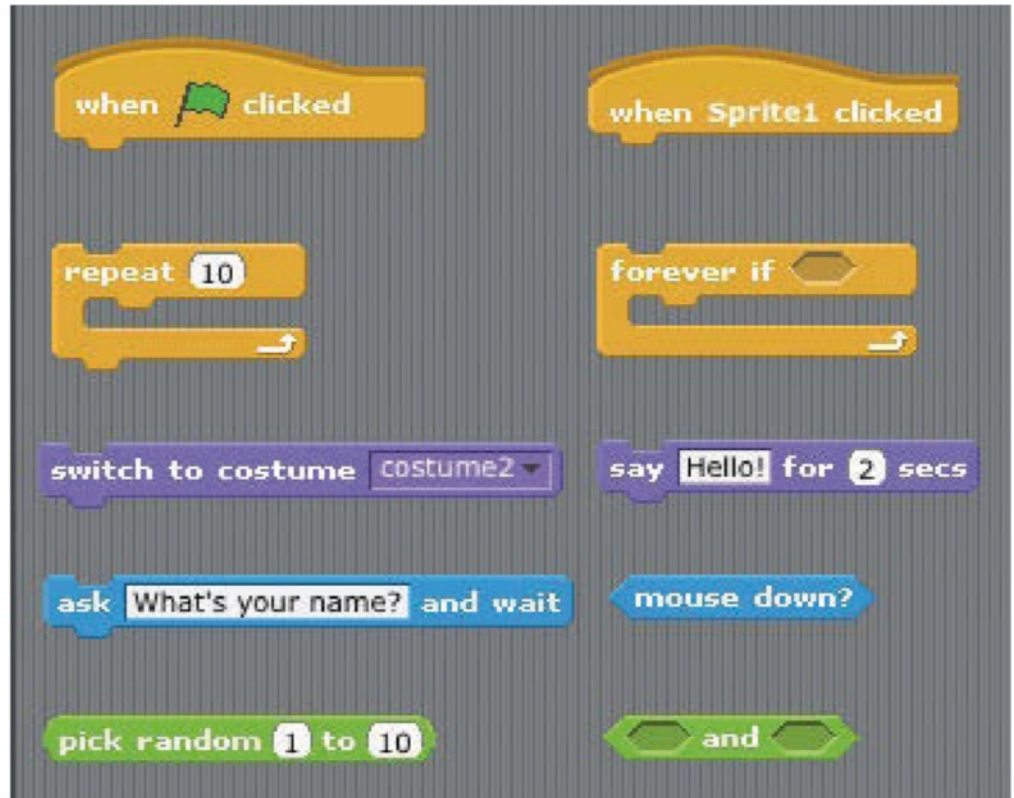 when clicked
when Sprite1 clicked
repeat 10
forever if
switch to costume costume2
say Hello! for 2 secs
ask What's your name? and wait
mouse down?
pick random 1 to 10
and